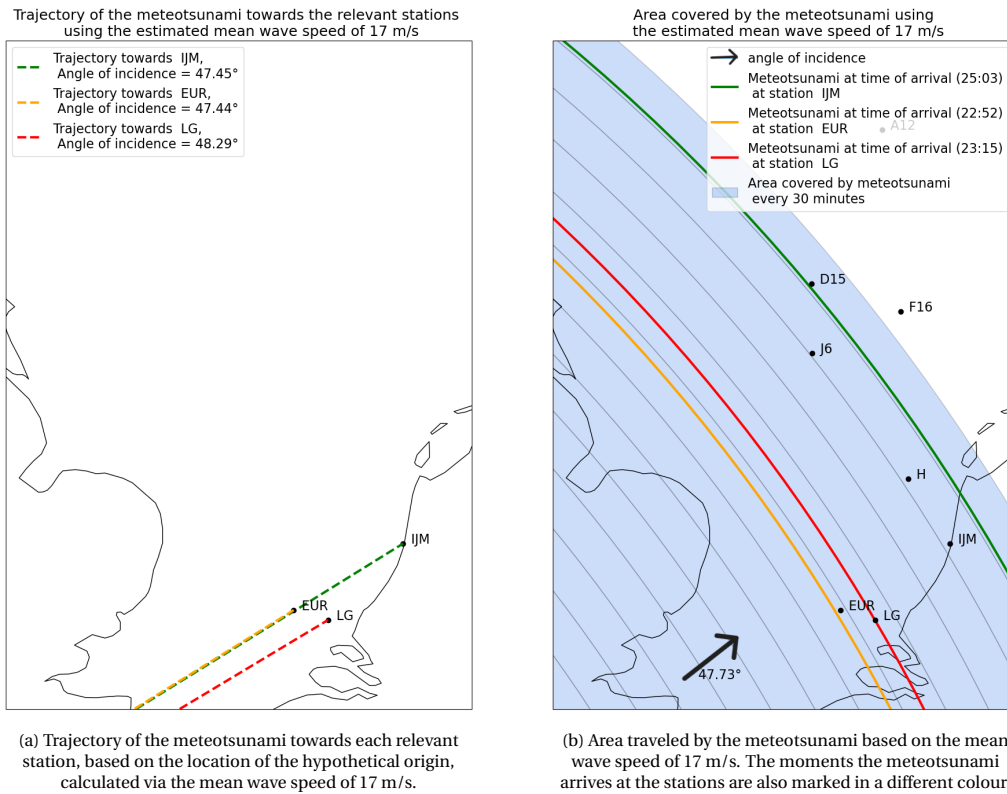 Trajectory of the meteotsunami towards the relevant stations
using the estimated mean wave speed of 17 m/s
Trajectory towards  IJM,
Angle of incidence = 47.45°
Trajectory towards  EUR,
Angle of incidence = 47.44°
Trajectory towards  LG,
Angle of incidence = 48.29°
IJM
EUR
LG
(a) Trajectory of the meteotsunami towards each relevant
station, based on the location of the hypothetical origin,
calculated via the mean wave speed of 17 m/s.
Area covered by the meteotsunami using
the estimated mean wave speed of 17 m/s
angle of incidence
Meteotsunami at time of arrival (25:03)
at station  IJM
Meteotsunami at time of arrival (22:52)
at station  EUR
Meteotsunami at time of arrival (23:15)
at station  LG
Area covered by meteotsunami
every 30 minutes
A12
D15
F16
J6
H
IJM
EUR
LG
47.73°
(b) Area traveled by the meteotsunami based on the mean
wave speed of 17 m/s. The moments the meteotsunami
arrives at the stations are also marked in a different colour